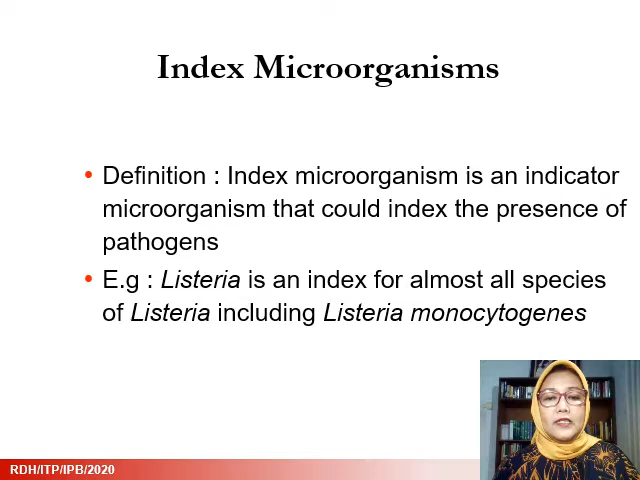 Index Microorganisms
• Definition : Index microorganism is an indicator
microorganism that could index the presence of
pathogens
• E.g : Listeria is an index for almost all species
of Listeria including Listeria monocytogenes
RDH/ITP/IPB/2020